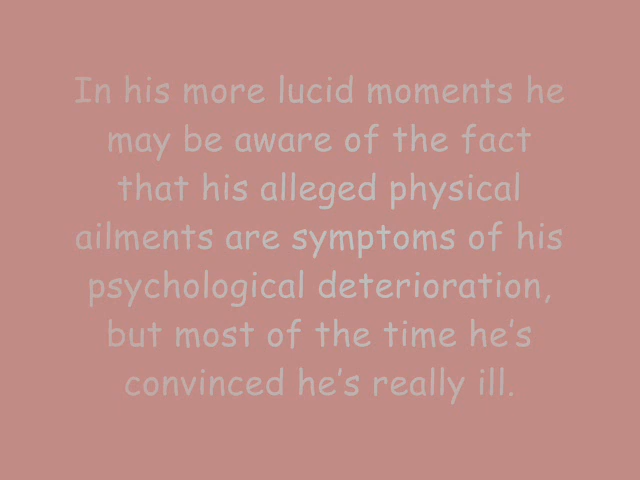 In his more lucid moments he
may be aware of the fact
that his alleged physical
ailments are symptoms of his
psychological deterioration,
but most of the time he’s
convinced he’s really ill.